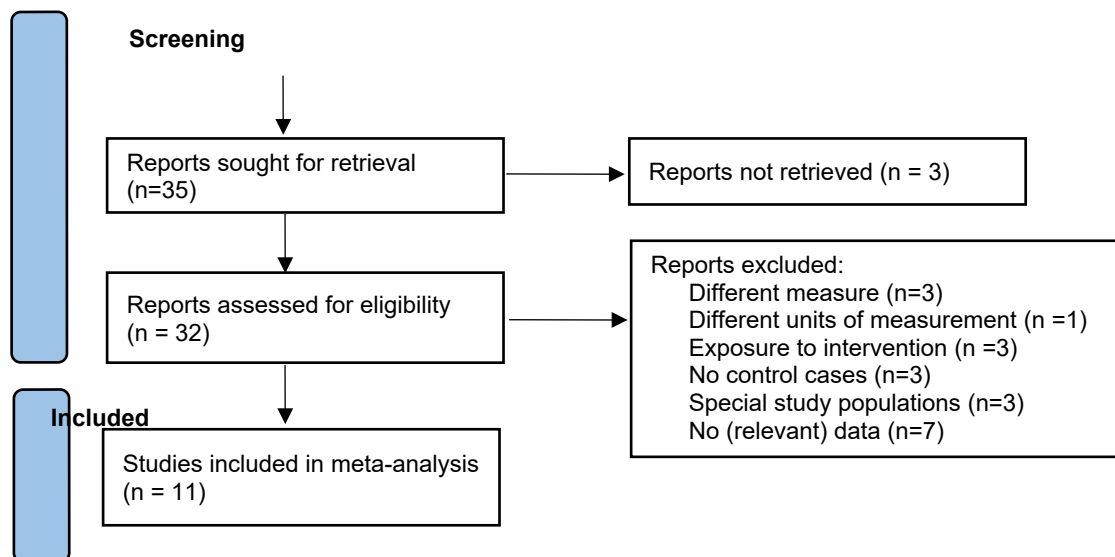 Screening
Reports sought for retrieval
(n=35)
Reports not retrieved (n = 3)
Reports assessed for eligibility
(n = 32)
Reports excluded:
Different measure (n=3)
Different units of measurement (n =1)
Exposure to intervention (n =3)
No control cases (n=3)
Special study populations (n=3)
No (relevant) data (n=7)
Included
Studies included in meta-analysis
(n = 11)